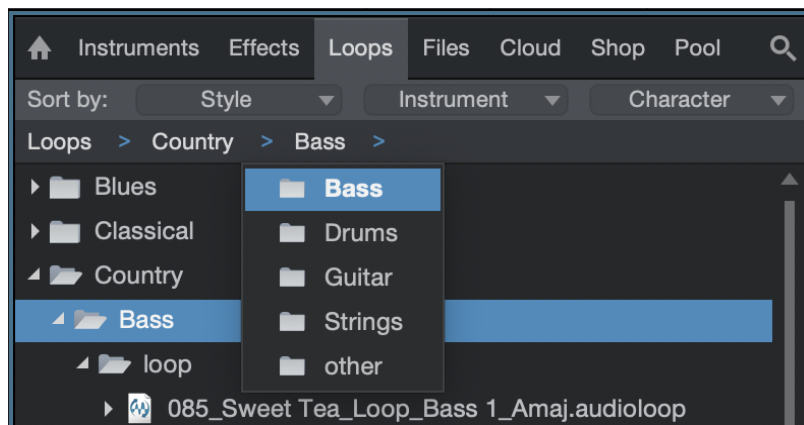 Instruments Effects Loops Files Cloud Shop Pool
Sort by: Style Instrument Character
Loops > Country > Bass >
Blues
Classical
Country
Bass
loop
085_Sweet Tea_Loop_Bass 1_Amaj.audioloop
Bass
Drums
Guitar
Strings
other